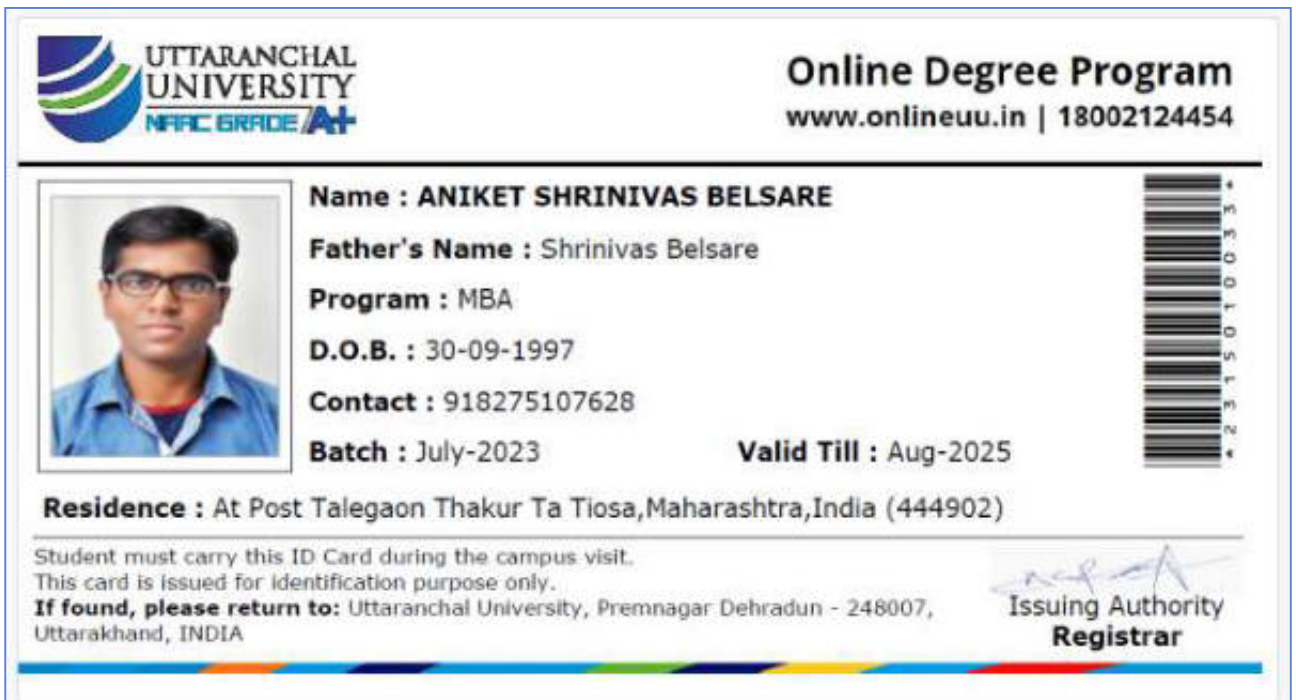 UTTARANCHAL
UNIVERSITY
NAAC GRADE A+
Online Degree Program
www.onlineuu.in | 18002124454
Name : ANIKET SHRINIVAS BELSARE
Father's Name : Shrinivas Belsare
Program : MBA
D.O.B. : 30-09-1997
Contact : 918275107628
Batch : July-2023 Valid Till : Aug-2025
*231510100334*
Residence : At Post Talegaon Thakur Ta Tiosa,Maharashtra,India (444902)
Student must carry this ID Card during the campus visit.
This card is issued for identification purpose only.
If found, please return to: Uttaranchal University, Premnagar Dehradun - 248007,
Uttarakhand, INDIA
Issuing Authority
Registrar